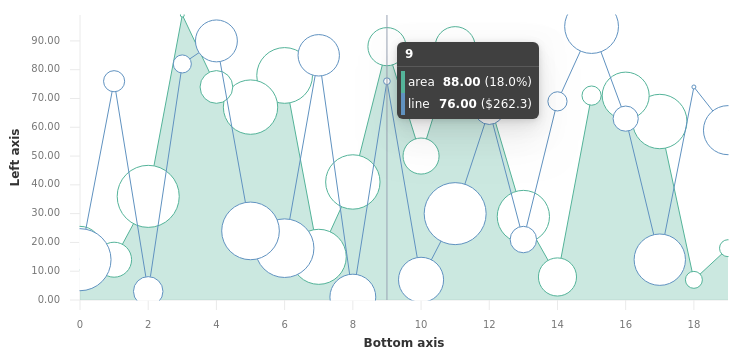 Left axis
90.00
80.00
70.00
60.00
50.00
40.00
30.00
20.00
10.00
0.00
9
area 88.00 (18.0%)
line 76.00 ($262.3)
0 2 4 6 8 10 12 14 16 18
Bottom axis